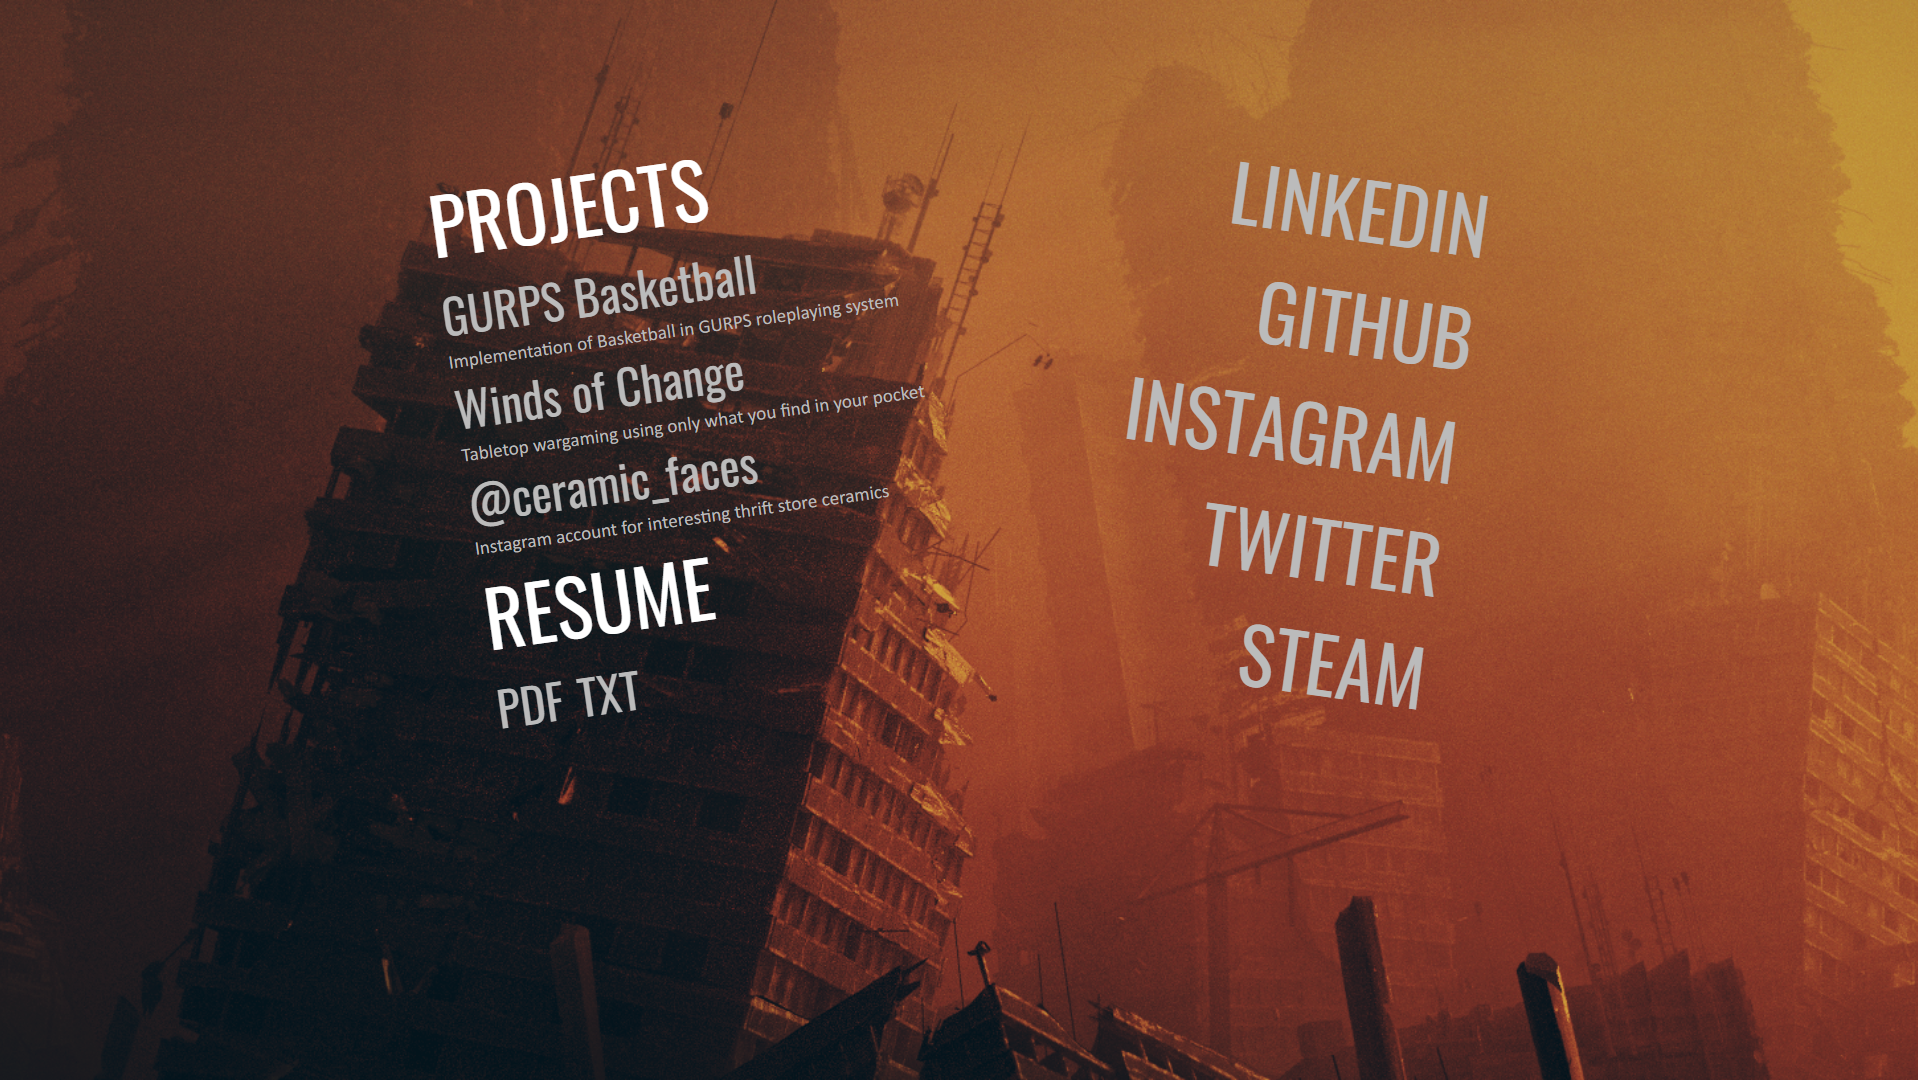 PROJECTS
GURPS Basketball
Implementation of Basketball in GURPS roleplaying system
Winds of Change
Tabletop wargaming using only what you find in your pocket
@ceramic_faces
Instagram account for interesting thrift store ceramics
RESUME
PDF TXT
LINKEDIN
GITHUB
INSTAGRAM
TWITTER
STEAM